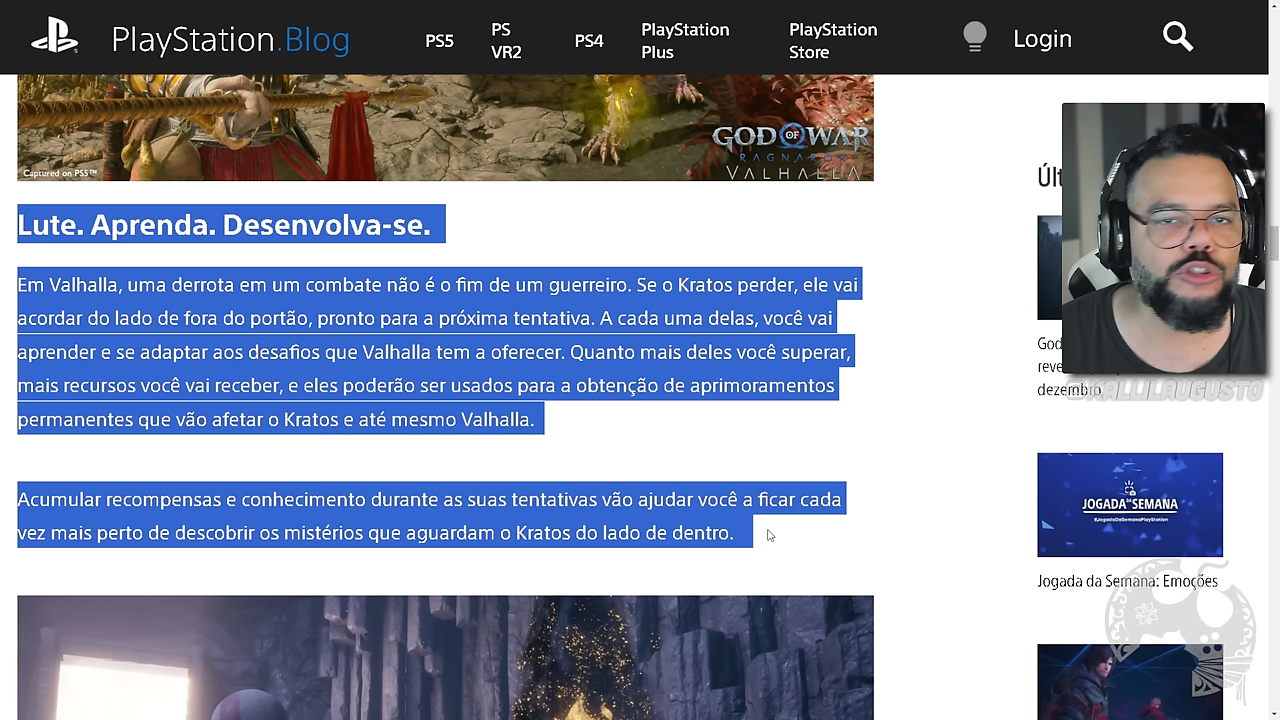 PlayStation.Blog
PS5
PS
VR2
PS4
PlayStation
Plus
PlayStation
Store
Login
Captured on PS5™
GOD OF WAR
RAGNARÖK
VALHALLA
Lute. Aprenda. Desenvolva-se.
Em Valhalla, uma derrota em um combate não é o fim de um guerreiro. Se o Kratos perder, ele vai
acordar do lado de fora do portão, pronto para a próxima tentativa. A cada uma delas, você vai
aprender e se adaptar aos desafios que Valhalla tem a oferecer. Quanto mais deles você superar,
mais recursos você vai receber, e eles poderão ser usados para a obtenção de aprimoramentos
permanentes que vão afetar o Kratos e até mesmo Valhalla.
Acumular recompensas e conhecimento durante as suas tentativas vão ajudar você a ficar cada
vez mais perto de descobrir os mistérios que aguardam o Kratos do lado de dentro.
Últ
God
reve
dezembro
JOGADA DA SEMANA
#JogadaDaSemanaPlayStation
Jogada da Semana: Emoções